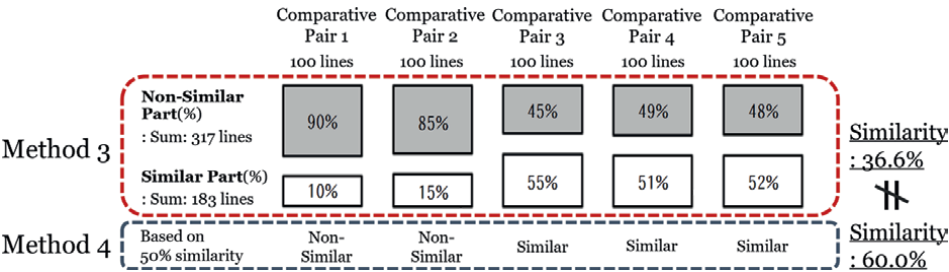 Comparative Pair 1
100 lines
Comparative Pair 2
100 lines
Comparative Pair 3
100 lines
Comparative Pair 4
100 lines
Comparative Pair 5
100 lines
Method 3
Non-Similar
Part(%)
: Sum: 317 lines
90%
85%
45%
49%
48%
Similar Part(%)
: Sum: 183 lines
10%
15%
55%
51%
52%
Similarity
: 36.6%
Method 4
Based on
50% similarity
Non-
Similar
Non-
Similar
Similar
Similar
Similar
Similarity
: 60.0%